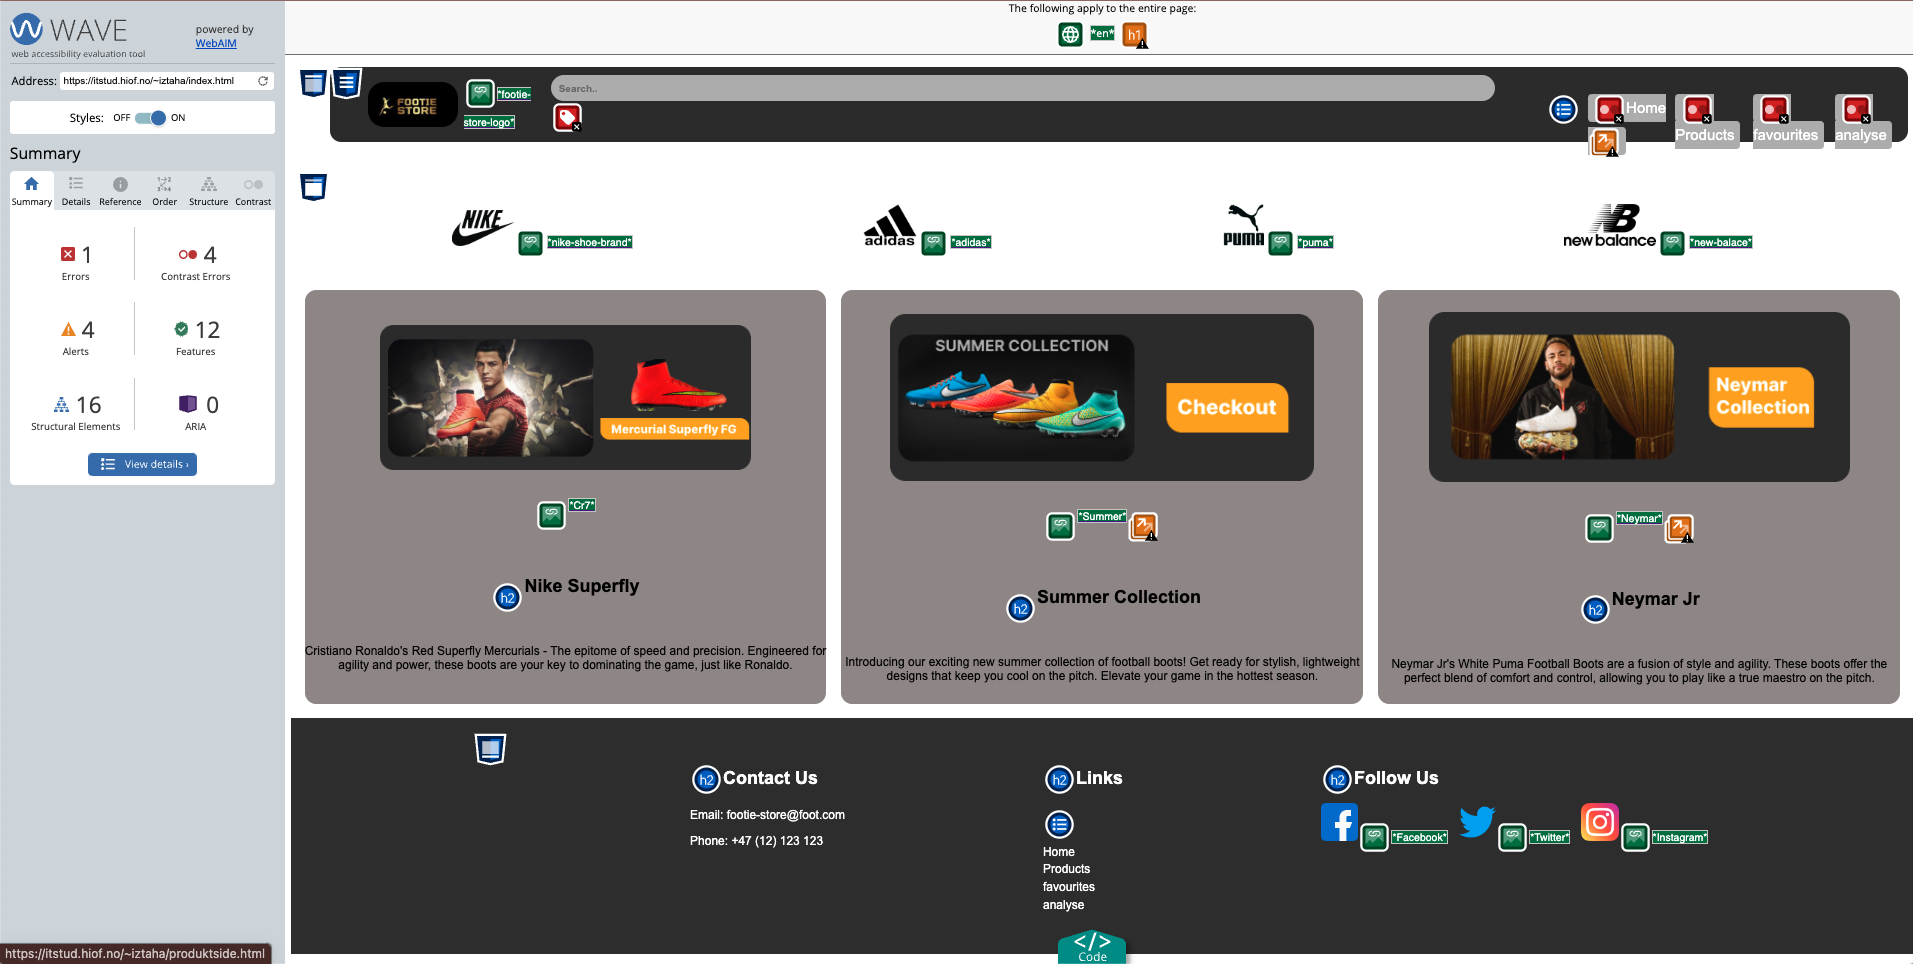 WAVE
web accessibility evaluation tool
powered by
WebAIM
Address: https://itstud.hiof.no/~iztaha/index.html
Styles: OFF ON
Summary
Summary Details Reference Order Structure Contrast
1 4
Errors Contrast Errors
4 12
Alerts Features
16 0
Structural Elements ARIA
View details ›
https://itstud.hiof.no/~iztaha/produktside.html
The following apply to the entire page:
*en* h1
FOOTIE
STORE
*footie-
store-logo*
Search..
Home
Products favourites analyse
NIKE *nike-shoe-brand* adidas *adidas* PUMA *puma* NB new balance *new-balace*
Mercurial Superfly FG
*Cr7*
h2 Nike Superfly
Cristiano Ronaldo's Red Superfly Mercurials - The epitome of speed and precision. Engineered for
agility and power, these boots are your key to dominating the game, just like Ronaldo.
SUMMER COLLECTION
Checkout
*Summer*
h2 Summer Collection
Introducing our exciting new summer collection of football boots! Get ready for stylish, lightweight
designs that keep you cool on the pitch. Elevate your game in the hottest season.
Neymar
Collection
*Neymar*
h2 Neymar Jr
Neymar Jr's White Puma Football Boots are a fusion of style and agility. These boots offer the
perfect blend of comfort and control, allowing you to play like a true maestro on the pitch.
h2 Contact Us
Email: footie-store@foot.com
Phone: +47 (12) 123 123
h2 Links
Home
Products
favourites
analyse
h2 Follow Us
*Facebook* *Twitter* *Instagram*
</>
Code